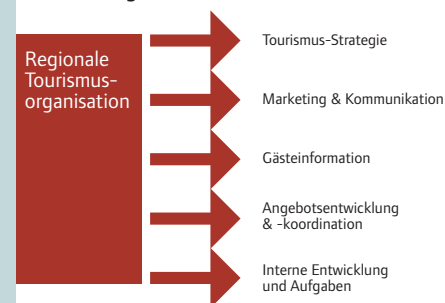 Regionale
Tourismus-
organisation
Tourismus-Strategie
Marketing & Kommunikation
Gästeinformation
Angebotsentwicklung
& -koordination
Interne Entwicklung
und Aufgaben